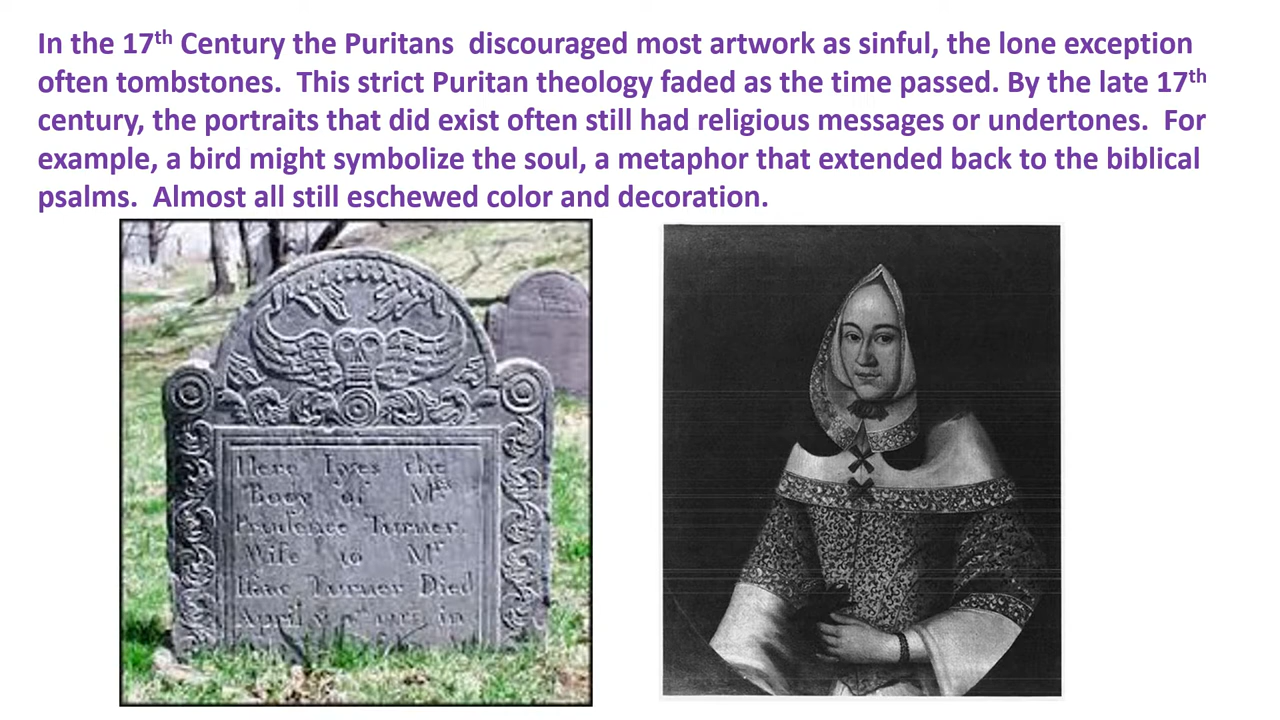 In the 17th Century the Puritans discouraged most artwork as sinful, the lone exception
often tombstones. This strict Puritan theology faded as the time passed. By the late 17th
century, the portraits that did exist often still had religious messages or undertones. For
example, a bird might symbolize the soul, a metaphor that extended back to the biblical
psalms. Almost all still eschewed color and decoration.
Here Lyes the
Body of Mrs
Prudence Turner
Wife to Mr
Isaac Turner Died
April in